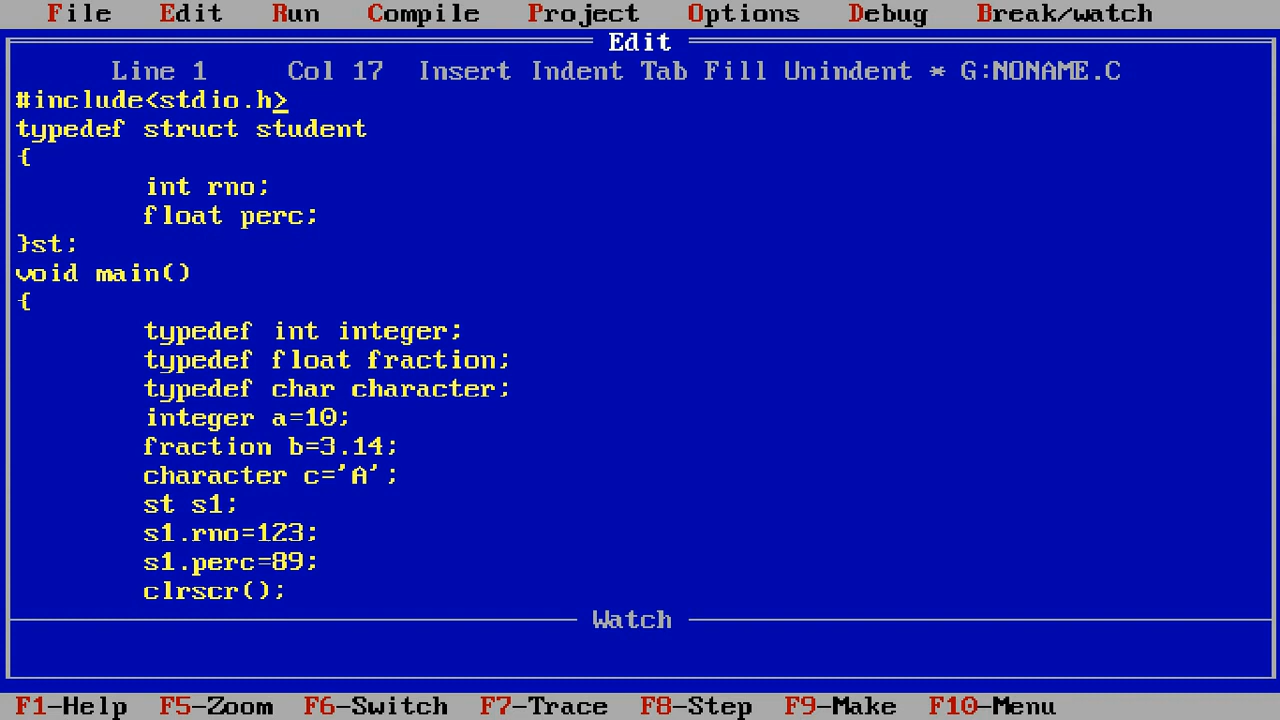 File Edit Run Compile Project Options Debug Break/watch
Edit
Line 1 Col 17 Insert Indent Tab Fill Unindent * G:NONAME.C
#include<stdio.h>
typedef struct student
{
int rno;
float perc;
}st;
void main()
{
typedef int integer;
typedef float fraction;
typedef char character;
integer a=10;
fraction b=3.14;
character c='A';
st s1;
s1.rno=123;
s1.perc=89;
clrscr();
Watch
F1-Help F5-Zoom F6-Switch F7-Trace F8-Step F9-Make F10-Menu